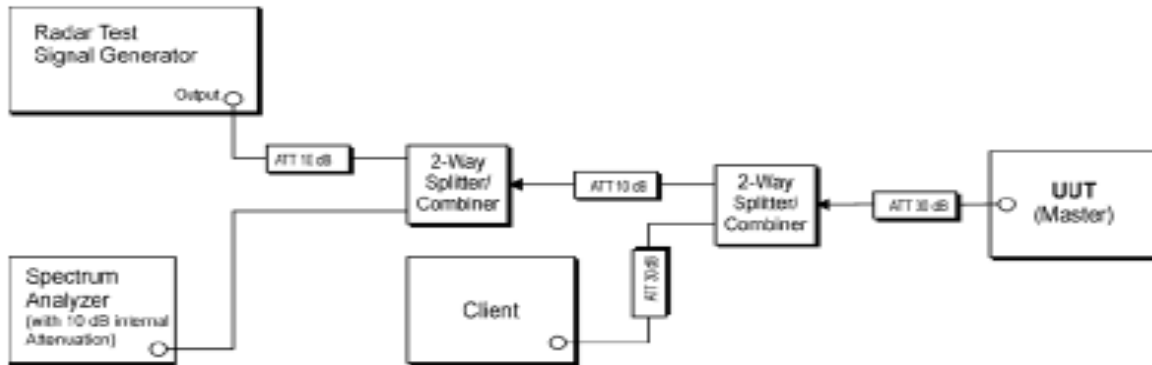 Radar Test
Signal Generator
Output
ATT 10 dB
2-Way
Splitter/
Combiner
ATT 10 dB
2-Way
Splitter/
Combiner
ATT 30 dB
UUT
(Master)
Spectrum
Analyzer
(with 10 dB internal
Attenuation)
Client
ATT 30 dB